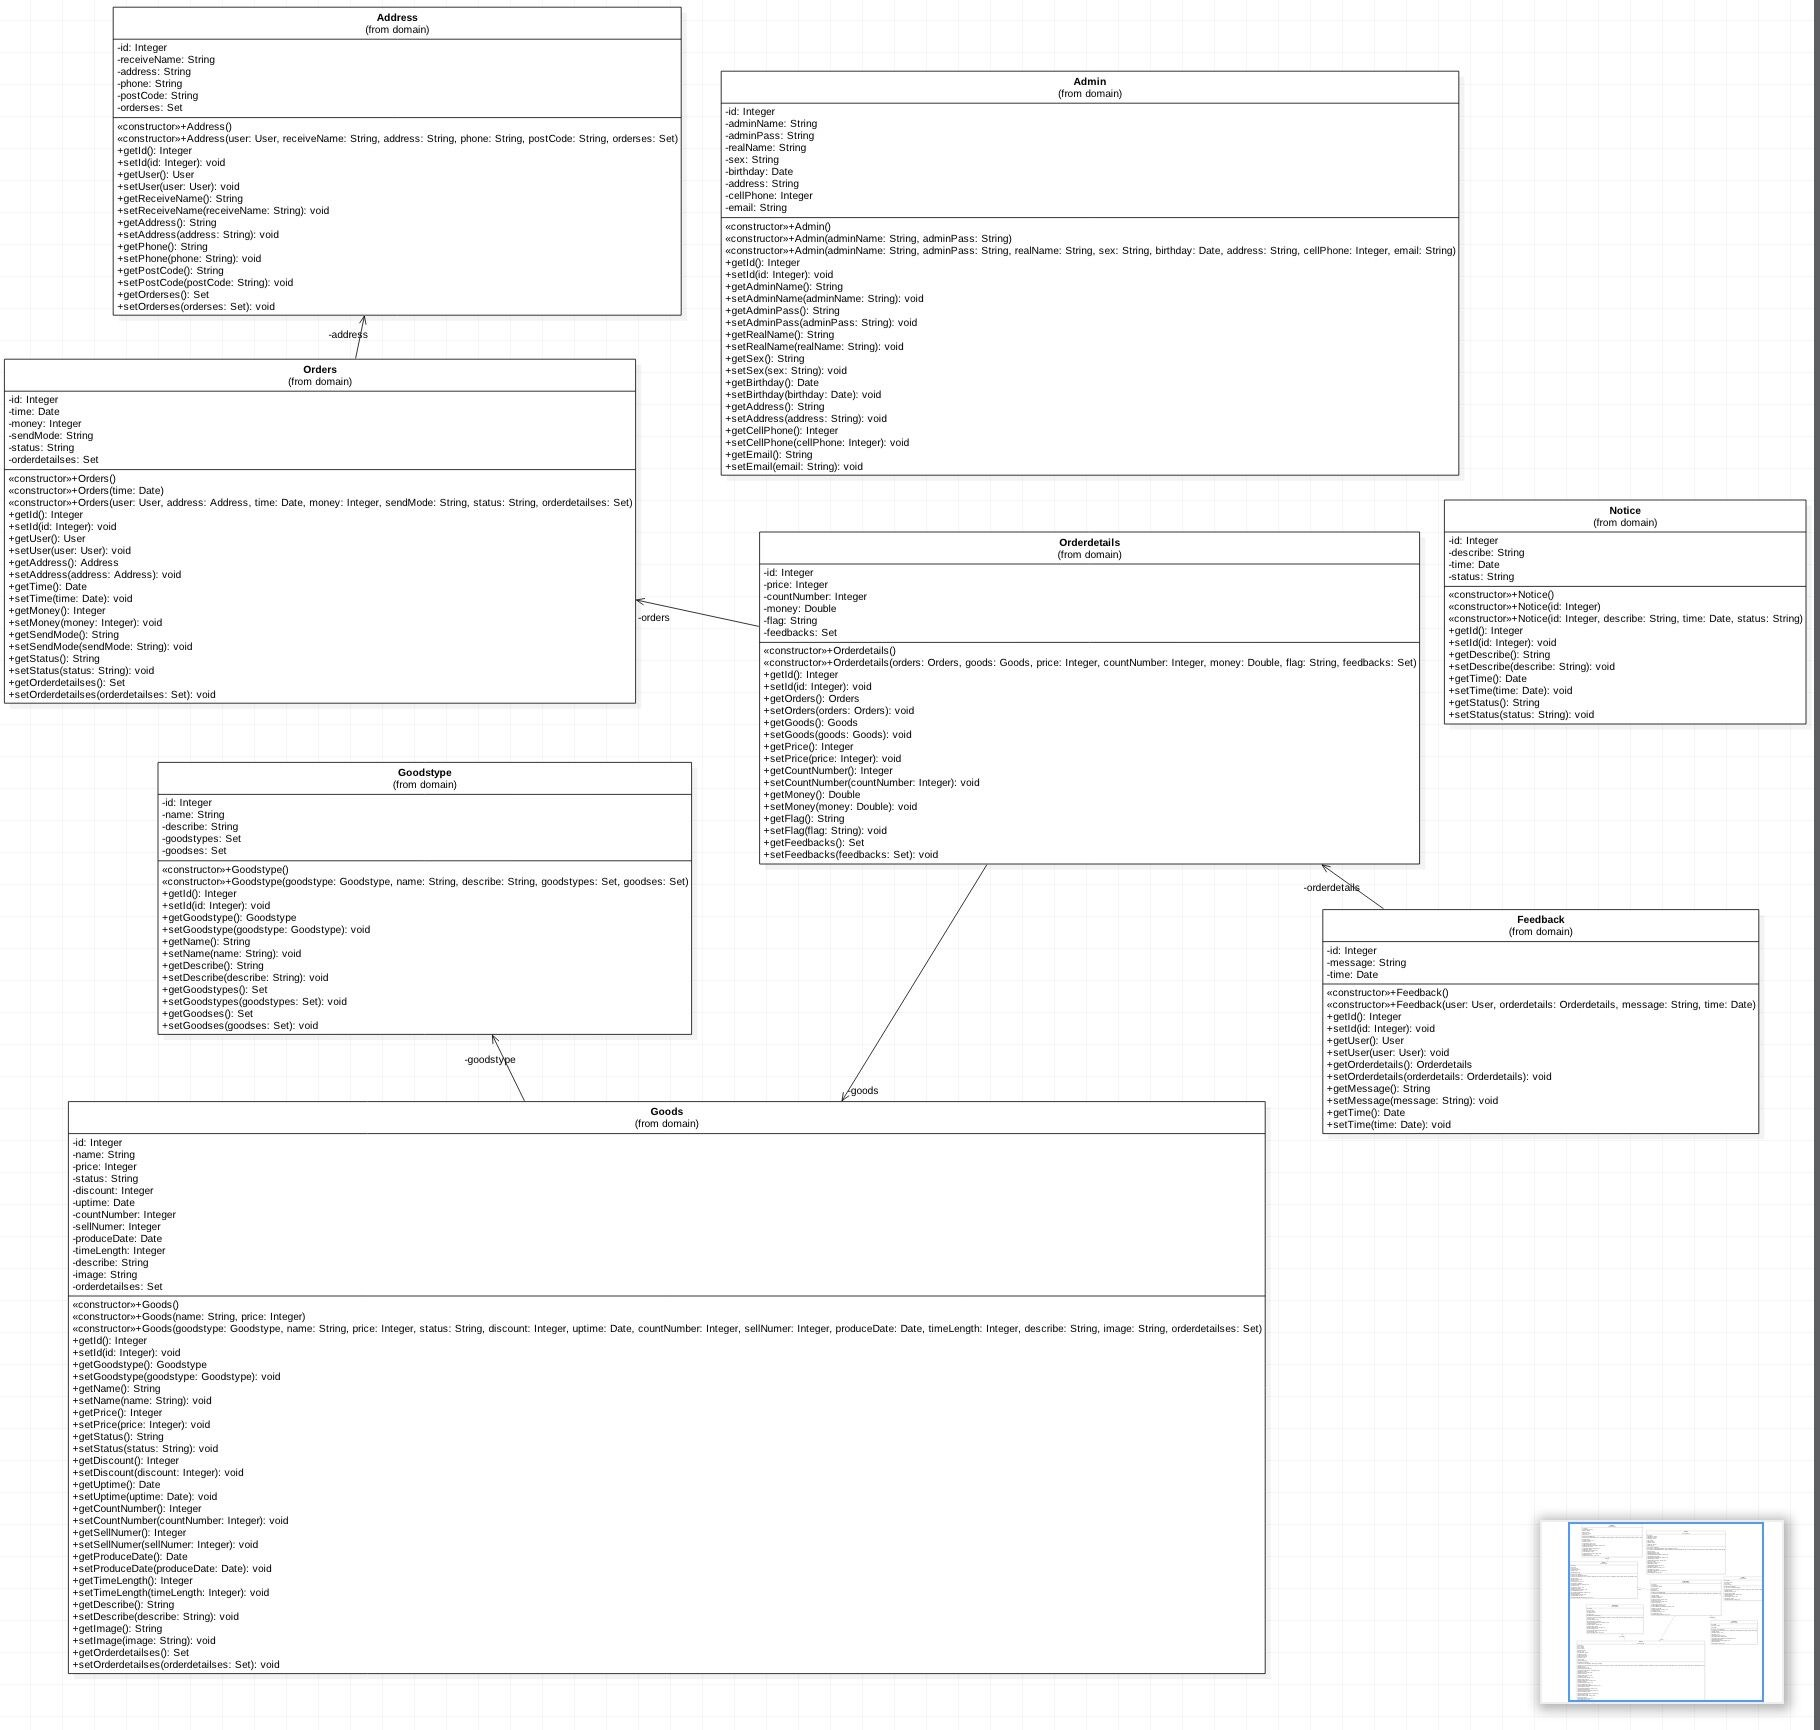 Address
(from domain)
-id: Integer
-receiveName: String
-address: String
-phone: String
-postCode: String
-orderses: Set
«constructor»+Address()
«constructor»+Address(user: User, receiveName: String, address: String, phone: String, postCode: String, orderses: Set)
+getId(): Integer
+setId(id: Integer): void
+getUser(): User
+setUser(user: User): void
+getReceiveName(): String
+setReceiveName(receiveName: String): void
+getAddress(): String
+setAddress(address: String): void
+getPhone(): String
+setPhone(phone: String): void
+getPostCode(): String
+setPostCode(postCode: String): void
+getOrderses(): Set
+setOrderses(orderses: Set): void
Admin
(from domain)
-id: Integer
-adminName: String
-adminPass: String
-realName: String
-sex: String
-birthday: Date
-address: String
-cellPhone: Integer
-email: String
«constructor»+Admin()
«constructor»+Admin(adminName: String, adminPass: String)
«constructor»+Admin(adminName: String, adminPass: String, realName: String, sex: String, birthday: Date, address: String, cellPhone: Integer, email: String)
+getId(): Integer
+setId(id: Integer): void
+getAdminName(): String
+setAdminName(adminName: String): void
+getAdminPass(): String
+setAdminPass(adminPass: String): void
+getRealName(): String
+setRealName(realName: String): void
+getSex(): String
+setSex(sex: String): void
+getBirthday(): Date
+setBirthday(birthday: Date): void
+getAddress(): String
+setAddress(address: String): void
+getCellPhone(): Integer
+setCellPhone(cellPhone: Integer): void
+getEmail(): String
+setEmail(email: String): void
-address
Orders
(from domain)
-id: Integer
-time: Date
-money: Integer
-sendMode: String
-status: String
-orderdetailses: Set
«constructor»+Orders()
«constructor»+Orders(time: Date)
«constructor»+Orders(user: User, address: Address, time: Date, money: Integer, sendMode: String, status: String, orderdetailses: Set)
+getId(): Integer
+setId(id: Integer): void
+getUser(): User
+setUser(user: User): void
+getAddress(): Address
+setAddress(address: Address): void
+getTime(): Date
+setTime(time: Date): void
+getMoney(): Integer
+setMoney(money: Integer): void
+getSendMode(): String
+setSendMode(sendMode: String): void
+getStatus(): String
+setStatus(status: String): void
+getOrderdetailses(): Set
+setOrderdetailses(orderdetailses: Set): void
-orders
Orderdetails
(from domain)
-id: Integer
-price: Integer
-countNumber: Integer
-money: Double
-flag: String
-feedbacks: Set
«constructor»+Orderdetails()
«constructor»+Orderdetails(orders: Orders, goods: Goods, price: Integer, countNumber: Integer, money: Double, flag: String, feedbacks: Set)
+getId(): Integer
+setId(id: Integer): void
+getOrders(): Orders
+setOrders(orders: Orders): void
+getGoods(): Goods
+setGoods(goods: Goods): void
+getPrice(): Integer
+setPrice(price: Integer): void
+getCountNumber(): Integer
+setCountNumber(countNumber: Integer): void
+getMoney(): Double
+setMoney(money: Double): void
+getFlag(): String
+setFlag(flag: String): void
+getFeedbacks(): Set
+setFeedbacks(feedbacks: Set): void
Notice
(from domain)
-id: Integer
-describe: String
-time: Date
-status: String
«constructor»+Notice()
«constructor»+Notice(id: Integer)
«constructor»+Notice(id: Integer, describe: String, time: Date, status: String)
+getId(): Integer
+setId(id: Integer): void
+getDescribe(): String
+setDescribe(describe: String): void
+getTime(): Date
+setTime(time: Date): void
+getStatus(): String
+setStatus(status: String): void
Goodstype
(from domain)
-id: Integer
-name: String
-describe: String
-goodstypes: Set
-goodses: Set
«constructor»+Goodstype()
«constructor»+Goodstype(goodstype: Goodstype, name: String, describe: String, goodstypes: Set, goodses: Set)
+getId(): Integer
+setId(id: Integer): void
+getGoodstype(): Goodstype
+setGoodstype(goodstype: Goodstype): void
+getName(): String
+setName(name: String): void
+getDescribe(): String
+setDescribe(describe: String): void
+getGoodstypes(): Set
+setGoodstypes(goodstypes: Set): void
+getGoodses(): Set
+setGoodses(goodses: Set): void
-orderdetails
Feedback
(from domain)
-id: Integer
-message: String
-time: Date
«constructor»+Feedback()
«constructor»+Feedback(user: User, orderdetails: Orderdetails, message: String, time: Date)
+getId(): Integer
+setId(id: Integer): void
+getUser(): User
+setUser(user: User): void
+getOrderdetails(): Orderdetails
+setOrderdetails(orderdetails: Orderdetails): void
+getMessage(): String
+setMessage(message: String): void
+getTime(): Date
+setTime(time: Date): void
-goodstype
-goods
Goods
(from domain)
-id: Integer
-name: String
-price: Integer
-status: String
-discount: Integer
-uptime: Date
-countNumber: Integer
-sellNumer: Integer
-produceDate: Date
-timeLength: Integer
-describe: String
-image: String
-orderdetailses: Set
«constructor»+Goods()
«constructor»+Goods(name: String, price: Integer)
«constructor»+Goods(goodstype: Goodstype, name: String, price: Integer, status: String, discount: Integer, uptime: Date, countNumber: Integer, sellNumer: Integer, produceDate: Date, timeLength: Integer, describe: String, image: String, orderdetailses: Set)
+getId(): Integer
+setId(id: Integer): void
+getGoodstype(): Goodstype
+setGoodstype(goodstype: Goodstype): void
+getName(): String
+setName(name: String): void
+getPrice(): Integer
+setPrice(price: Integer): void
+getStatus(): String
+setStatus(status: String): void
+getDiscount(): Integer
+setDiscount(discount: Integer): void
+getUptime(): Date
+setUptime(uptime: Date): void
+getCountNumber(): Integer
+setCountNumber(countNumber: Integer): void
+getSellNumer(): Integer
+setSellNumer(sellNumer: Integer): void
+getProduceDate(): Date
+setProduceDate(produceDate: Date): void
+getTimeLength(): Integer
+setTimeLength(timeLength: Integer): void
+getDescribe(): String
+setDescribe(describe: String): void
+getImage(): String
+setImage(image: String): void
+getOrderdetailses(): Set
+setOrderdetailses(orderdetailses: Set): void